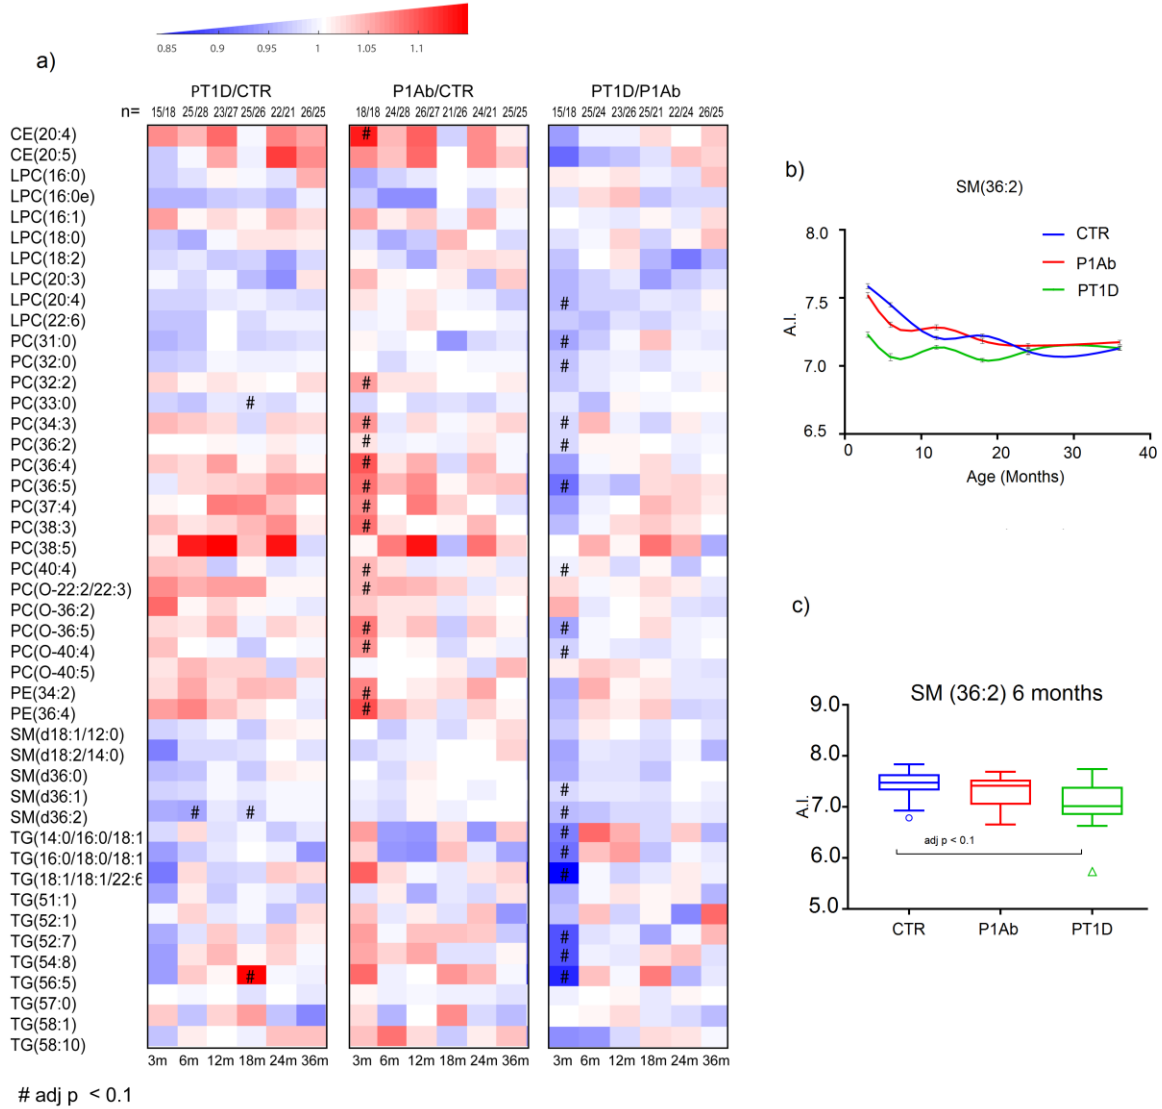 0.85 0.9 0.95 1 1.05 1.1
a)
PT1D/CTR P1Ab/CTR PT1D/P1Ab
n= 15/18 25/28 23/27 25/26 22/21 26/25 18/18 24/28 26/27 21/26 24/21 25/25 15/18 25/24 23/26 25/21 22/24 26/25
CE(20:4) #
CE(20:5)
LPC(16:0)
LPC(16:0e)
LPC(16:1)
LPC(18:0)
LPC(18:2)
LPC(20:3)
LPC(20:4) #
LPC(22:6)
PC(31:0) #
PC(32:0) #
PC(32:2) #
PC(33:0) #
PC(34:3) # #
PC(36:2) # #
PC(36:4) #
PC(36:5) # #
PC(37:4) #
PC(38:3) #
PC(38:5)
PC(40:4) # #
PC(O-22:2/22:3) #
PC(O-36:2)
PC(O-36:5) # #
PC(O-40:4) # #
PC(O-40:5)
PE(34:2) #
PE(36:4) #
SM(d18:1/12:0)
SM(d18:2/14:0)
SM(d36:0)
SM(d36:1) #
SM(d36:2) # # #
TG(14:0/16:0/18:1 #
TG(16:0/18:0/18:1 #
TG(18:1/18:1/22:6 #
TG(51:1)
TG(52:1)
TG(52:7) #
TG(54:8) #
TG(56:5) # #
TG(57:0)
TG(58:1)
TG(58:10)
3m 6m 12m 18m 24m 36m 3m 6m 12m 18m 24m 36m 3m 6m 12m 18m 24m 36m
# adj p < 0.1
b)
SM(36:2)
CTR
P1Ab
PT1D
8.0
7.5
7.0
6.5
A.I.
0 10 20 30 40
Age (Months)
c)
SM (36:2) 6 months
9.0
8.0
7.0
6.0
5.0
A.I.
adj p < 0.1
CTR P1Ab PT1D